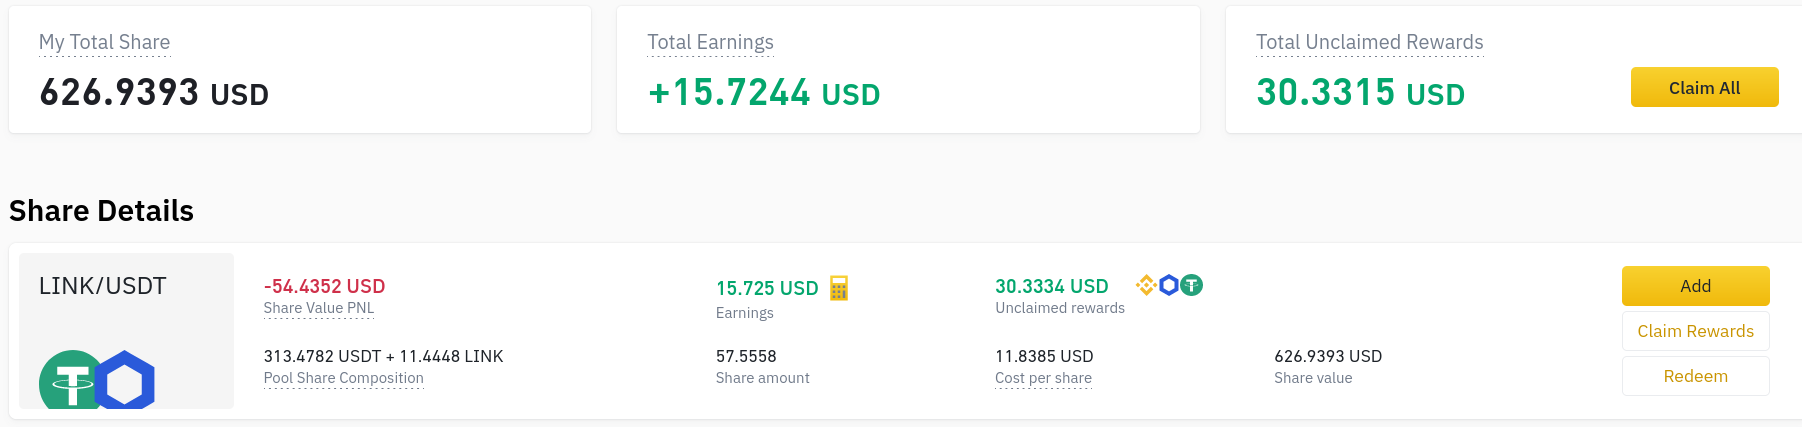 My Total Share
626.9393 USD
Total Earnings
+15.7244 USD
Total Unclaimed Rewards
30.3315 USD
Claim All
Share Details
LINK/USDT
-54.4352 USD
Share Value PNL
15.725 USD
Earnings
30.3334 USD
Unclaimed rewards
Add
Claim Rewards
313.4782 USDT + 11.4448 LINK
Pool Share Composition
57.5558
Share amount
11.8385 USD
Cost per share
626.9393 USD
Share value
Redeem